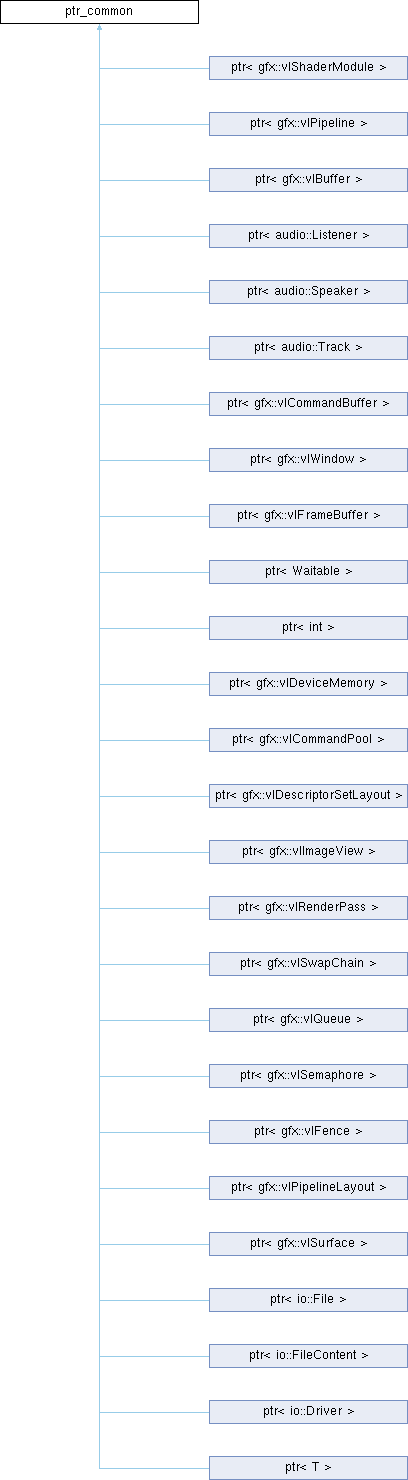 ptr_common
ptr< gfx::vlShaderModule >
ptr< gfx::vlPipeline >
ptr< gfx::vlBuffer >
ptr< audio::Listener >
ptr< audio::Speaker >
ptr< audio::Track >
ptr< gfx::vlCommandBuffer >
ptr< gfx::vlWindow >
ptr< gfx::vlFrameBuffer >
ptr< Waitable >
ptr< int >
ptr< gfx::vlDeviceMemory >
ptr< gfx::vlCommandPool >
ptr< gfx::vlDescriptorSetLayout >
ptr< gfx::vlImageView >
ptr< gfx::vlRenderPass >
ptr< gfx::vlSwapChain >
ptr< gfx::vlQueue >
ptr< gfx::vlSemaphore >
ptr< gfx::vlFence >
ptr< gfx::vlPipelineLayout >
ptr< gfx::vlSurface >
ptr< io::File >
ptr< io::FileContent >
ptr< io::Driver >
ptr< T >